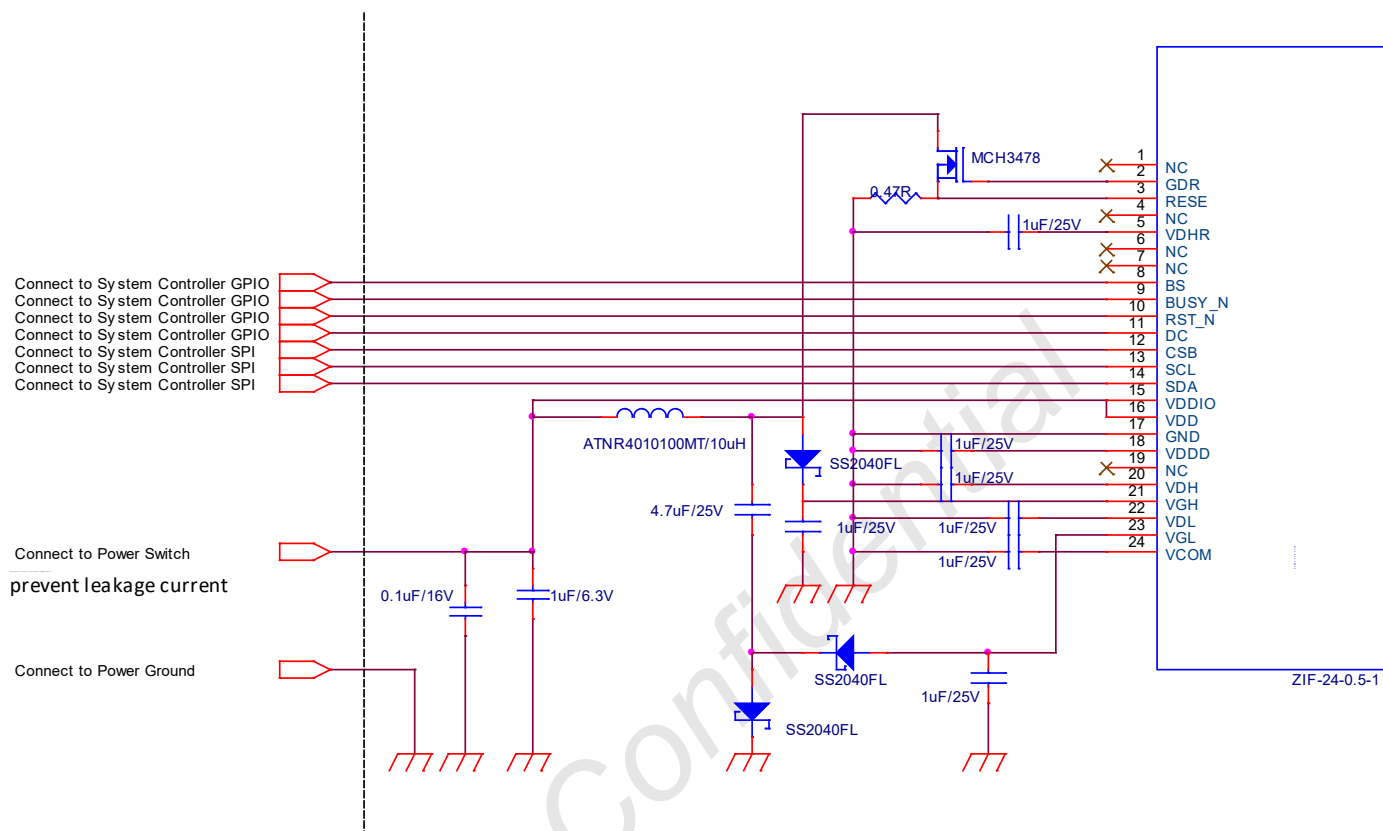 MCH3478
0.47R
1uF/25V
1
NC
2
GDR
3
RESE
4
NC
5
VDHR
6
NC
7
NC
8
BS
9
BUSY_N
10
RST_N
11
DC
12
CSB
13
SCL
14
SDA
15
VDDIO
16
VDD
17
GND
18
VDDD
19
NC
20
VDH
21
VGH
22
VDL
23
VGL
24
VCOM
Connect to System Controller GPIO
Connect to System Controller GPIO
Connect to System Controller GPIO
Connect to System Controller GPIO
Connect to System Controller SPI
Connect to System Controller SPI
Connect to System Controller SPI
ATNR4010100MT/10uH
SS2040FL
1uF/25V
1uF/25V
4.7uF/25V
1uF/25V
1uF/25V
1uF/25V
Connect to Power Switch
prevent leakage current
0.1uF/16V
1uF/6.3V
Connect to Power Ground
SS2040FL
1uF/25V
SS2040FL
ZIF-24-0.5-1
Confidential